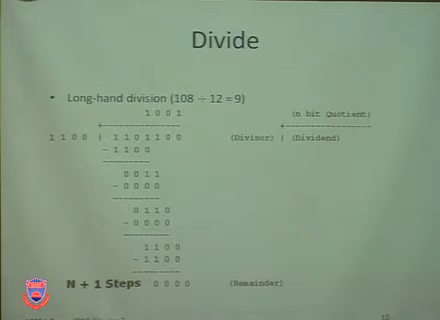 Divide
• Long-hand division (108 ÷ 12 = 9)
1 0 0 1 (n bit Quotient)
+--------------- +------------------
1 1 0 0 | 1 1 0 1 1 0 0 (Divisor) | (Dividend)
- 1 1 0 0
---------
0 0 1 1
- 0 0 0 0
---------
0 1 1 0
- 0 0 0 0
---------
1 1 0 0
- 1 1 0 0
---------
N + 1 Steps 0 0 0 0 (Remainder)
12